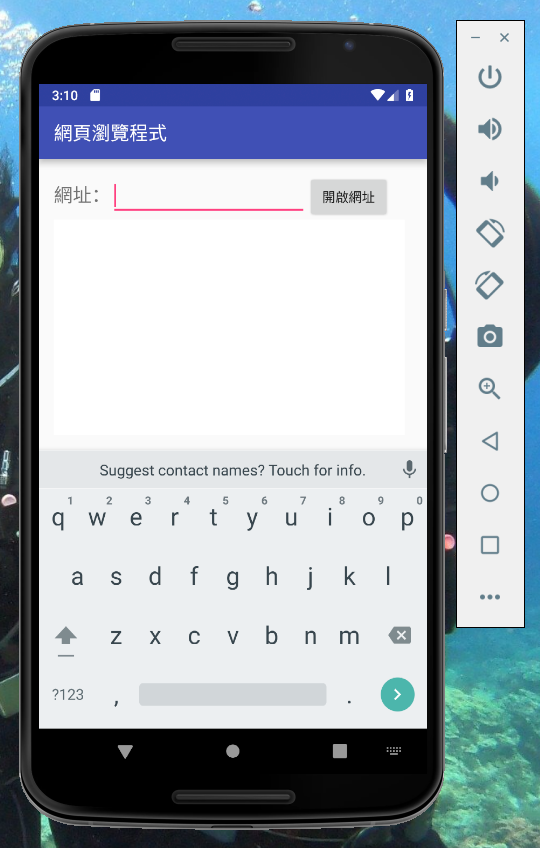 3:10
網頁瀏覽程式
網址：
開啟網址
Suggest contact names? Touch for info.
1 2 3 4 5 6 7 8 9 0
q w e r t y u i o p
a s d f g h j k l
z x c v b n m
?123 , .